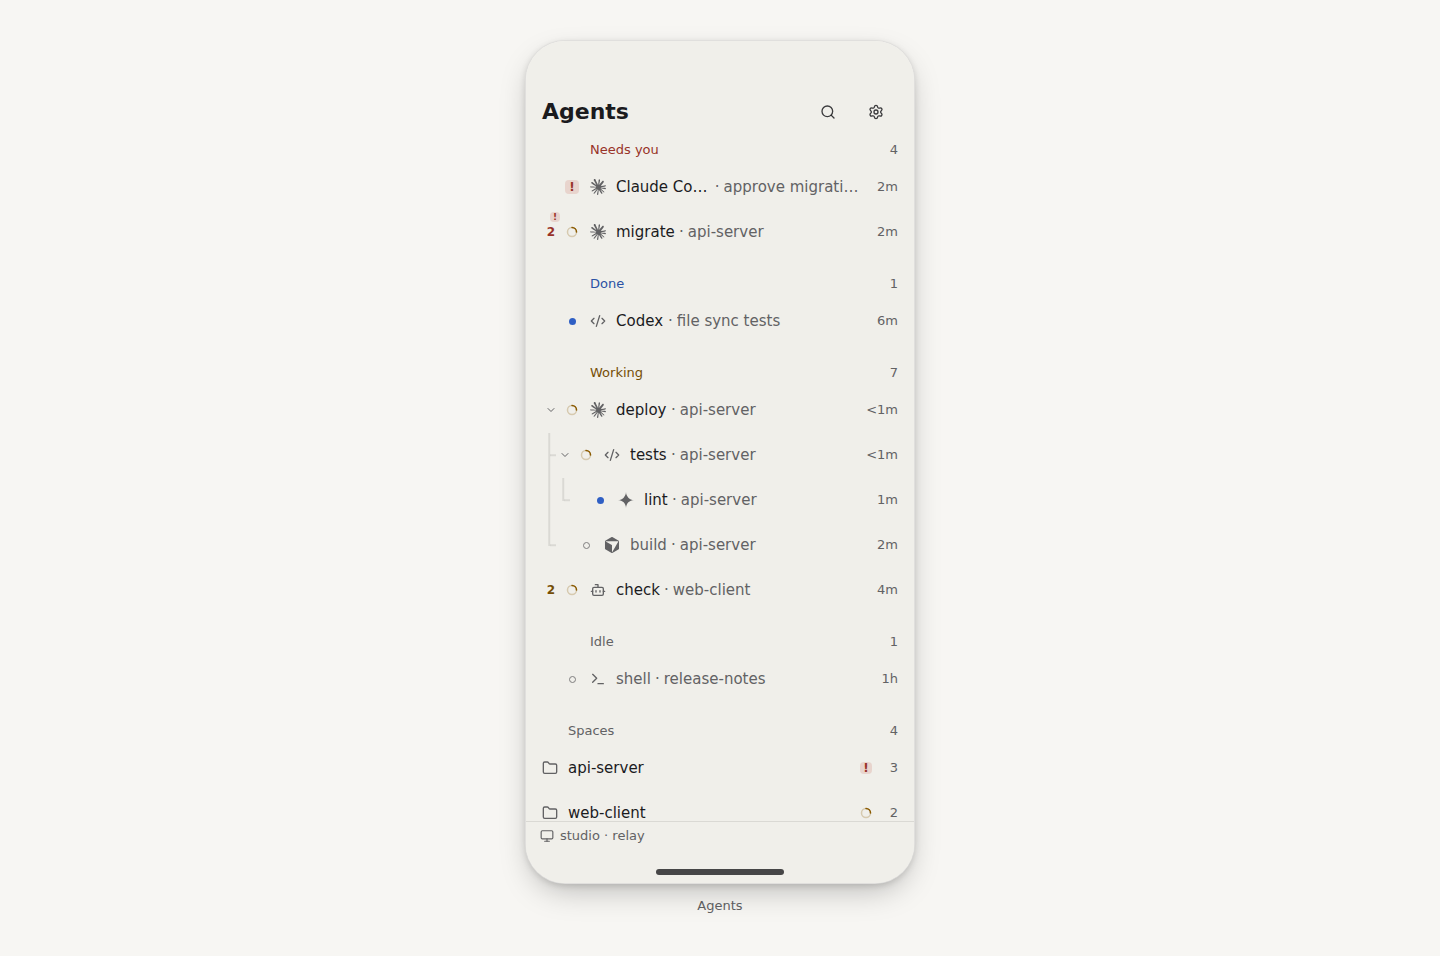 Agents
Needs you 4
! Claude Co… · approve migrati… 2m
!
2 migrate · api-server 2m
Done 1
Codex · file sync tests 6m
Working 7
deploy · api-server <1m
tests · api-server <1m
lint · api-server 1m
build · api-server 2m
2 check · web-client 4m
Idle 1
shell · release-notes 1h
Spaces 4
api-server ! 3
web-client 2
studio · relay
Agents